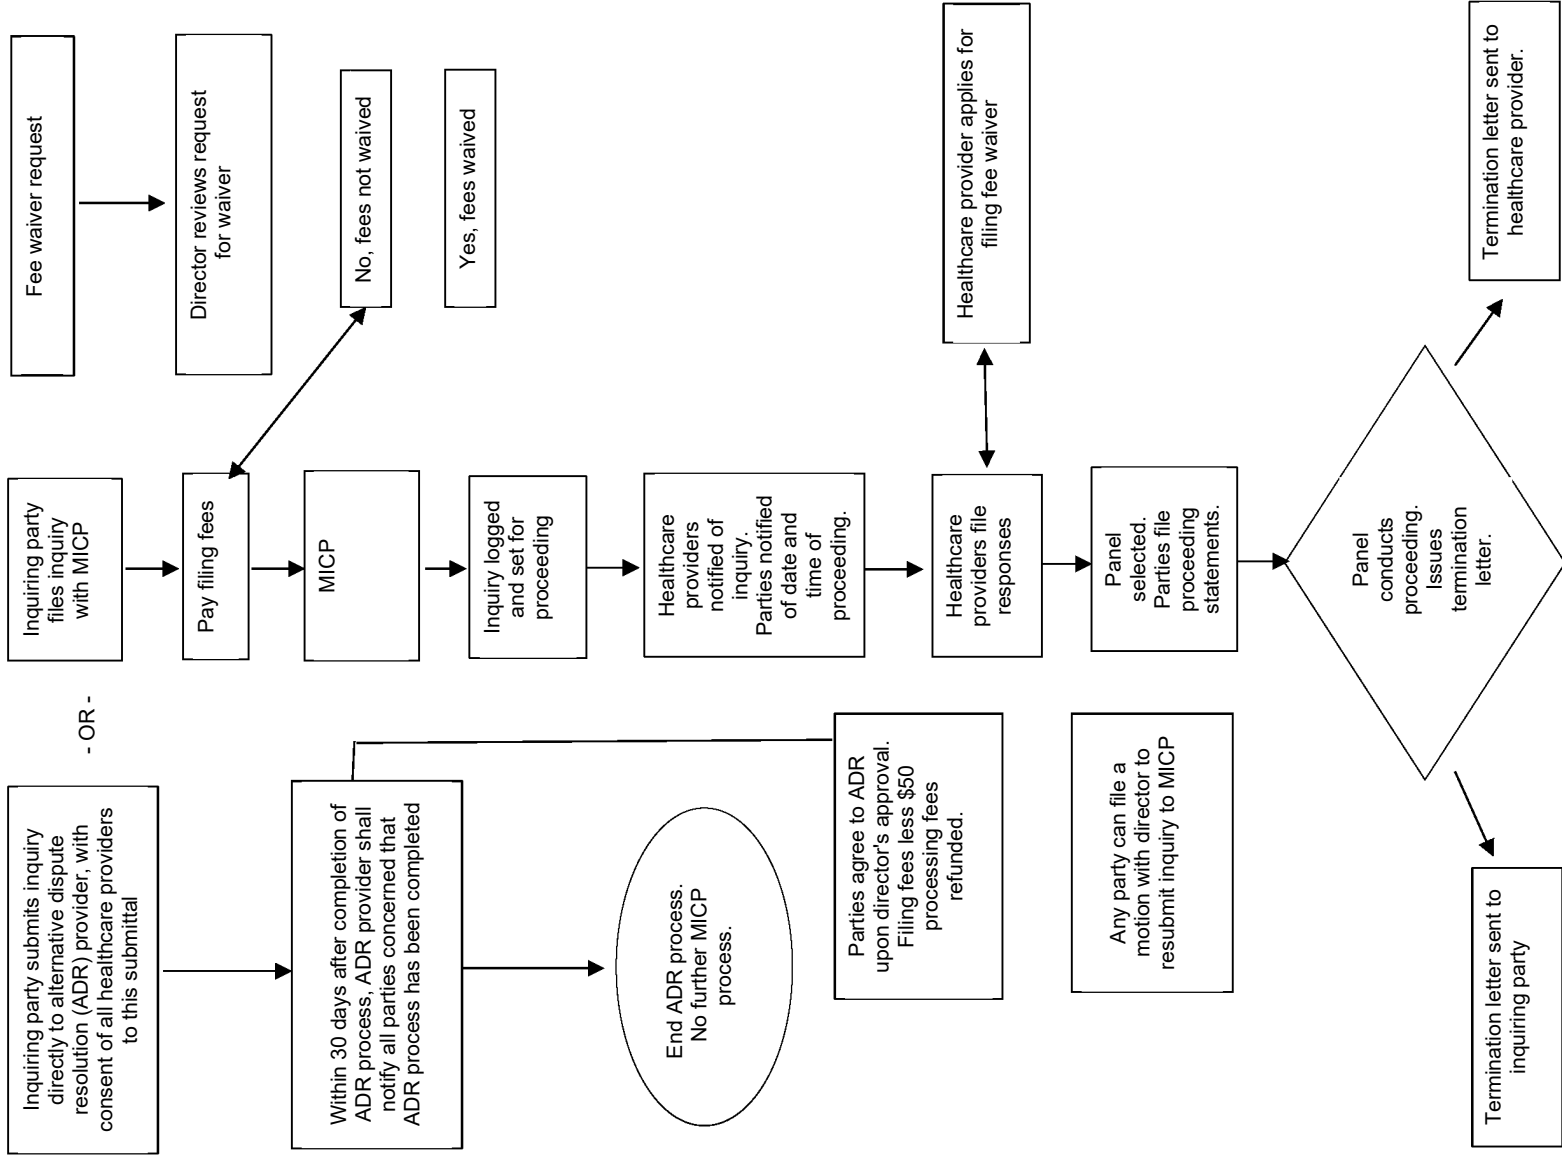 Inquiring party submits inquiry
directly to alternative dispute
resolution (ADR) provider, with
consent of all healthcare providers
to this submittal
- OR -
Inquiring party
files inquiry
with MICP
Fee waiver request
Within 30 days after completion of
ADR process, ADR provider shall
notify all parties concerned that
ADR process has been completed
Pay filing fees
Director reviews request
for waiver
MICP
No, fees not waived
Yes, fees waived
Inquiry logged
and set for
proceeding
End ADR process.
No further MICP
process.
Healthcare
providers
notified of
inquiry.
Parties notified
of date and
time of
proceeding.
Parties agree to ADR
upon director's approval.
Filing fees less $50
processing fees
refunded.
Healthcare
providers file
responses
Healthcare provider applies for
filing fee waiver
Any party can file a
motion with director to
resubmit inquiry to MICP
Panel
selected.
Parties file
proceeding
statements.
Panel
conducts
proceeding.
Issues
termination
letter.
Termination letter sent to
inquiring party
Termination letter sent to
healthcare provider.